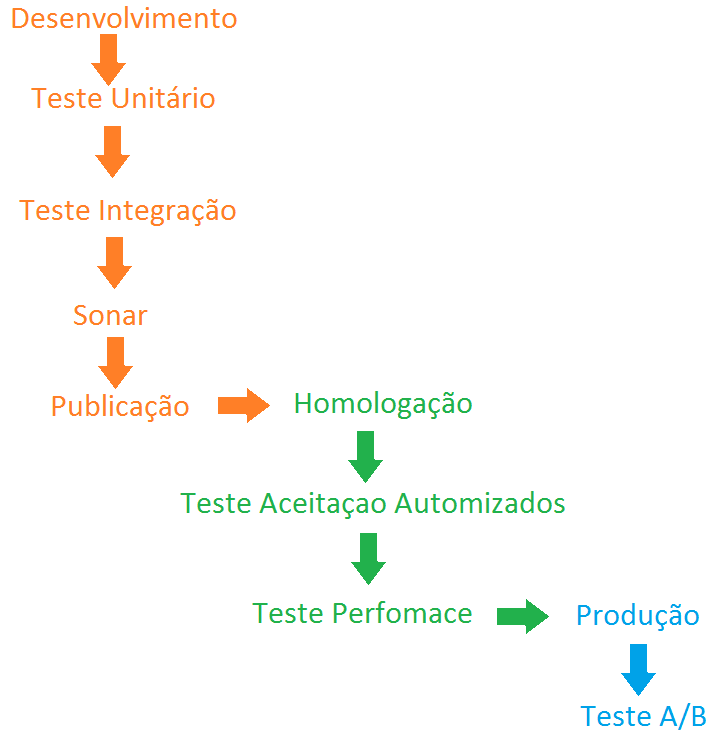 Desenvolvimento
Teste Unitário
Teste Integração
Sonar
Publicação
Homologação
Teste Aceitaçao Automizados
Teste Perfomace
Produção
Teste A/B